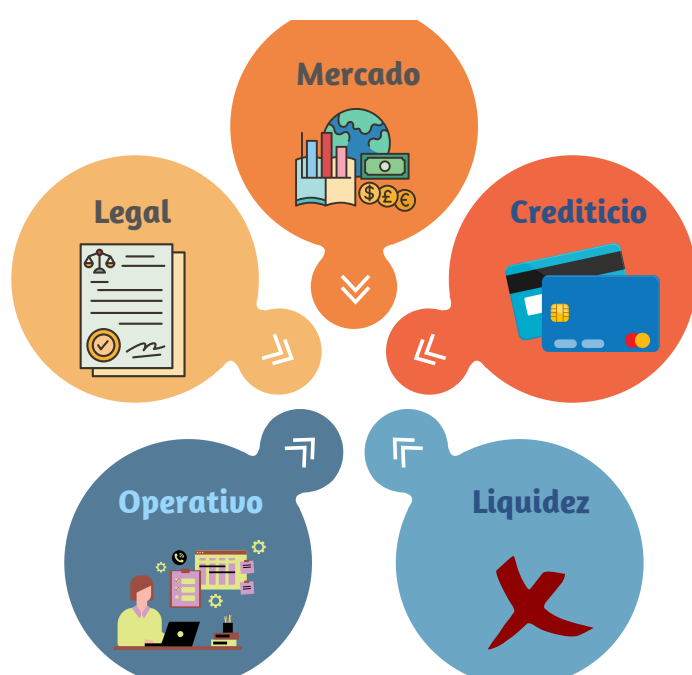 Mercado
Legal
Crediticio
$ £ €
Operativo
Liquidez